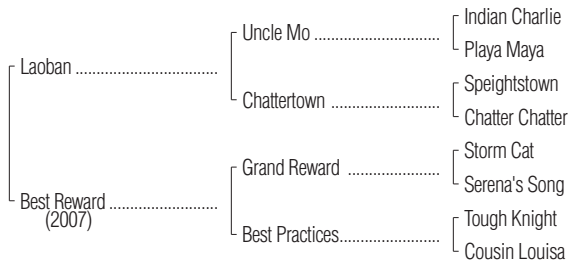 Indian Charlie
Uncle Mo ........................................
Playa Maya
Laoban ..............................................
Speightstown
Chattertown ..................................
Chatter Chatter
Storm Cat
Grand Reward .............................
Serena's Song
Best Reward ...................................
(2007)
Tough Knight
Best Practices................................
Cousin Louisa